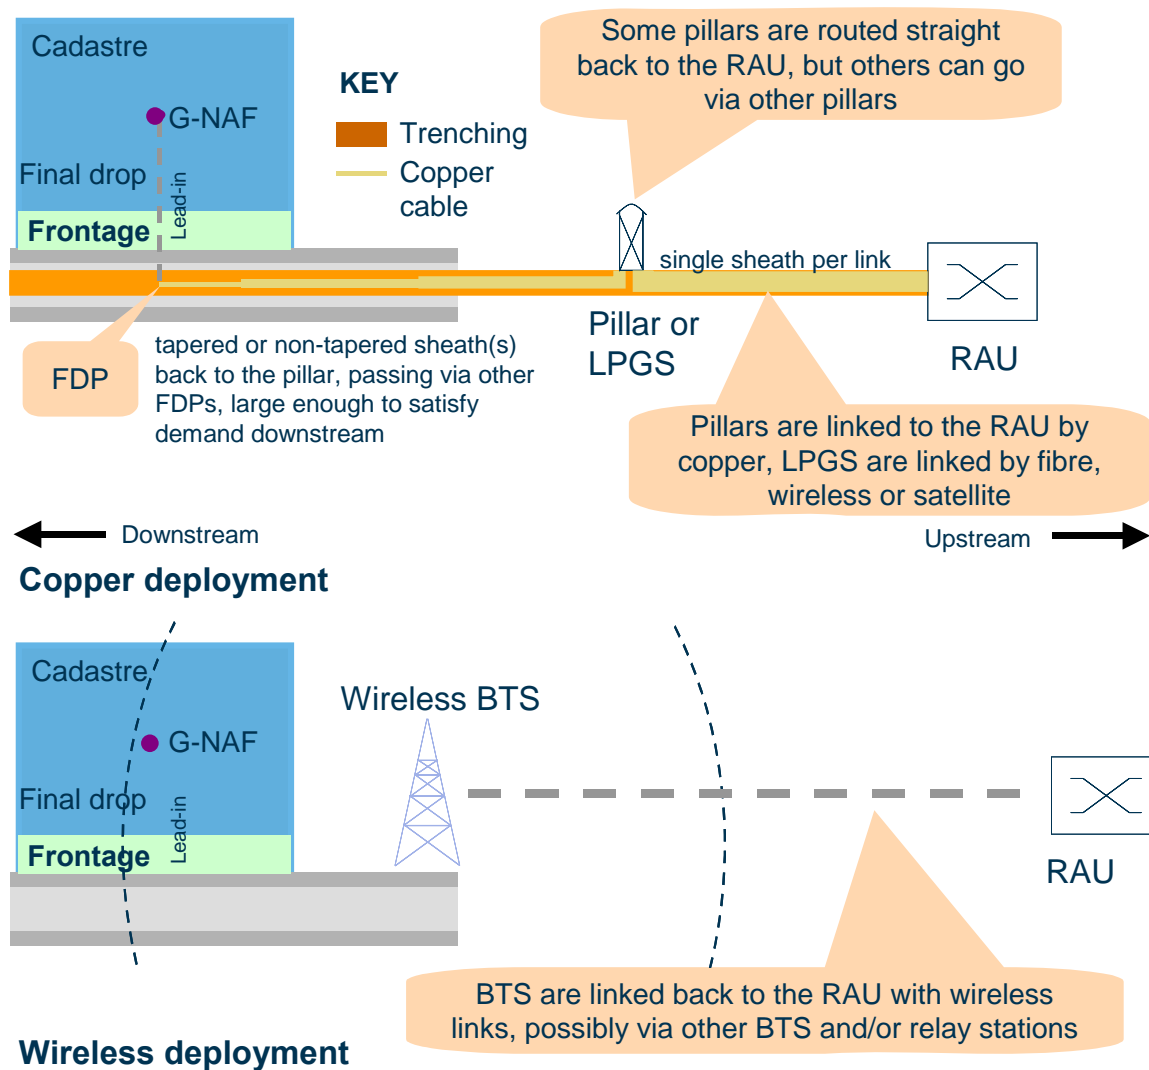 Cadastre
G-NAF
Final drop
Lead-in
Frontage
KEY
Trenching
Copper
cable
Some pillars are routed straight
back to the RAU, but others can go
via other pillars
single sheath per link
Pillar or
LPGS
RAU
FDP
tapered or non-tapered sheath(s)
back to the pillar, passing via other
FDPs, large enough to satisfy
demand downstream
Pillars are linked to the RAU by
copper, LPGS are linked by fibre,
wireless or satellite
Downstream
Upstream
Copper deployment
Cadastre
G-NAF
Final drop
Lead-in
Frontage
Wireless BTS
RAU
BTS are linked back to the RAU with wireless
links, possibly via other BTS and/or relay stations
Wireless deployment